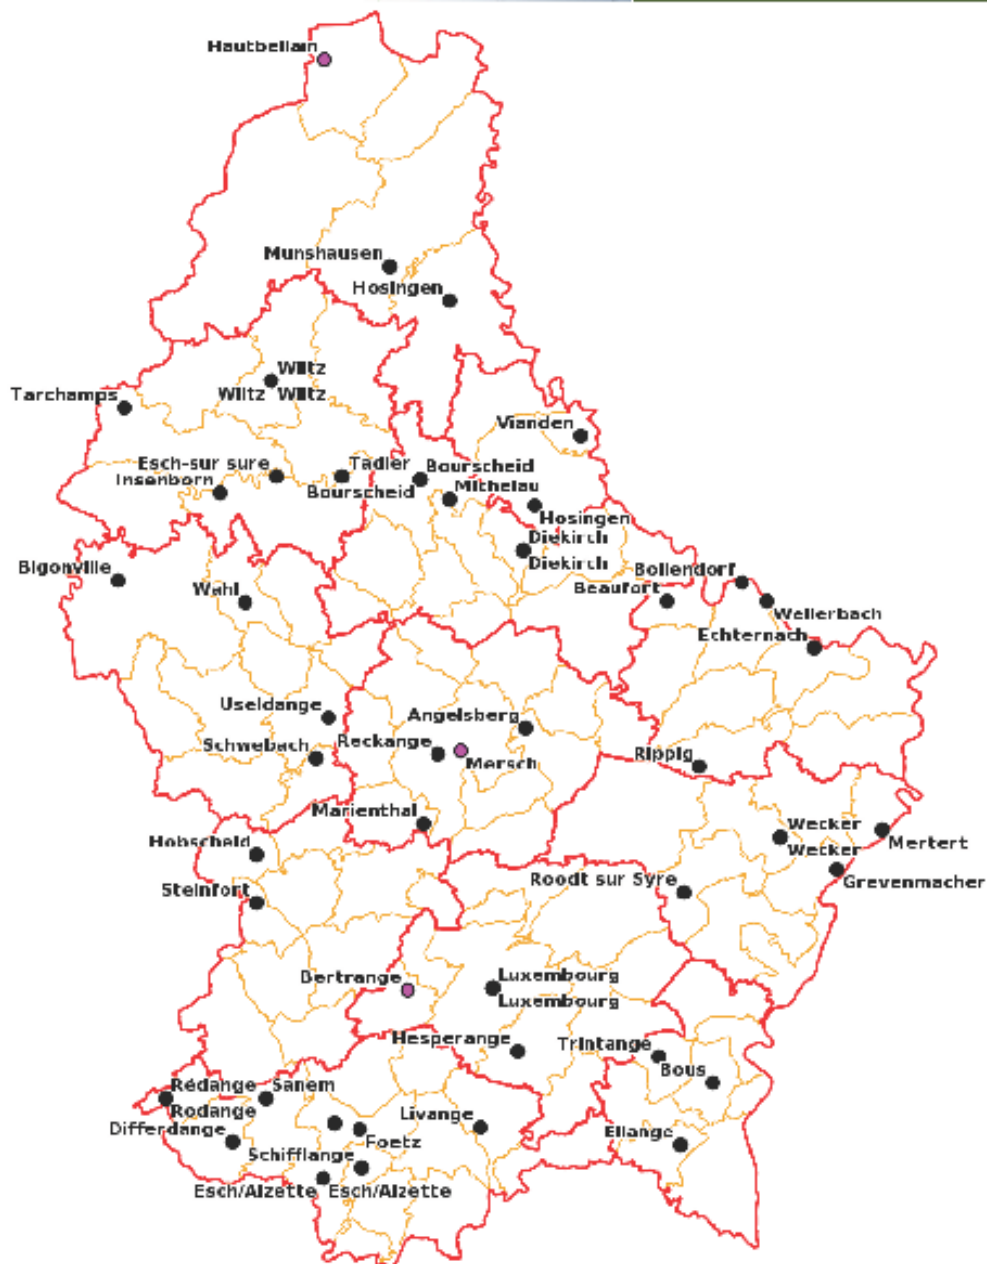 Hautbellain
Munshausen
Hosingen
Wiltz
Wiltz Wiltz
Tarchamps
Vianden
Esch-sur sure
Tadler
Bourscheid
Insenborn
Bourscheid
Michelau
Hosingen
Diekirch
Diekirch
Bigonville
Bollendorf
Wahl
Beaufort
Wellerbach
Echternach
Useldange
Angelsberg
Schwebach
Reckange
Mersch
Rippig
Marienthal
Wecker
Wecker
Mertert
Hobscheid
Roodt sur Syre
Grevenmacher
Steinfort
Bertrange
Luxembourg
Luxembourg
Hesperange
Trintange
Bous
Rédange
Sanem
Rodange
Differdange
Livange
Foetz
Ellange
Schifflange
Esch/Alzette
Esch/Alzette